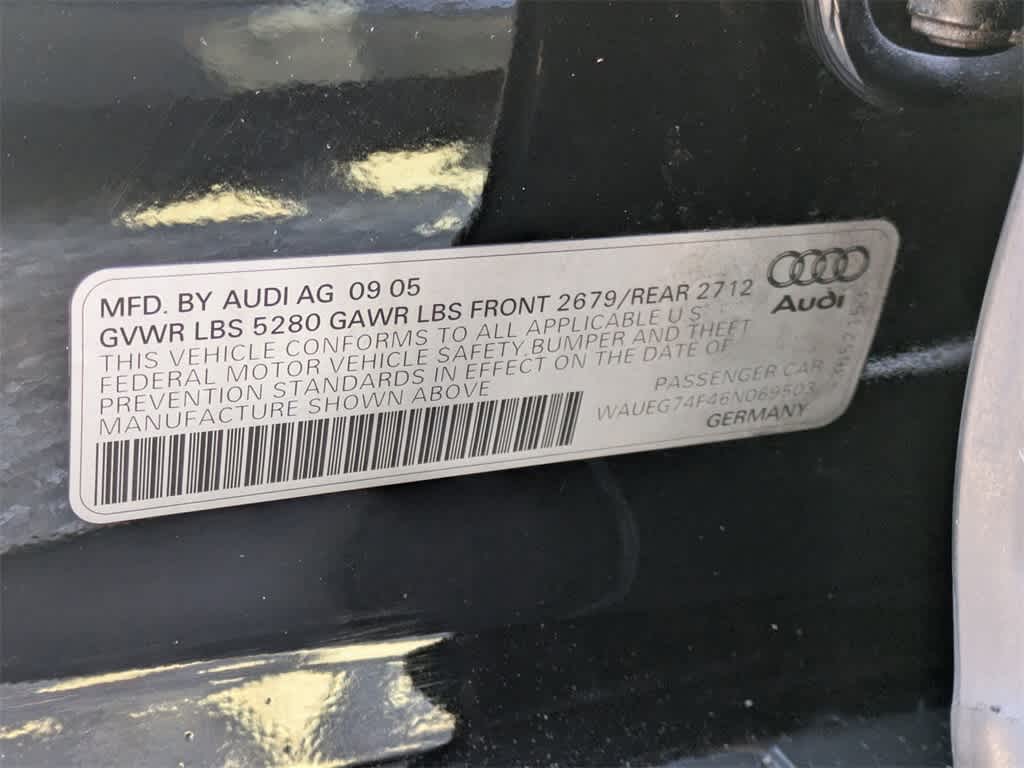 MFD. BY AUDI AG 09 05
GVWR LBS 5280 GAWR LBS FRONT 2679/REAR 2712
THIS VEHICLE CONFORMS TO ALL APPLICABLE U S
FEDERAL MOTOR VEHICLE SAFETY, BUMPER AND THEFT
PREVENTION STANDARDS IN EFFECT ON THE DATE OF
MANUFACTURE SHOWN ABOVE
Audi
PASSENGER CAR
WAUEG74F46N069503
GERMANY